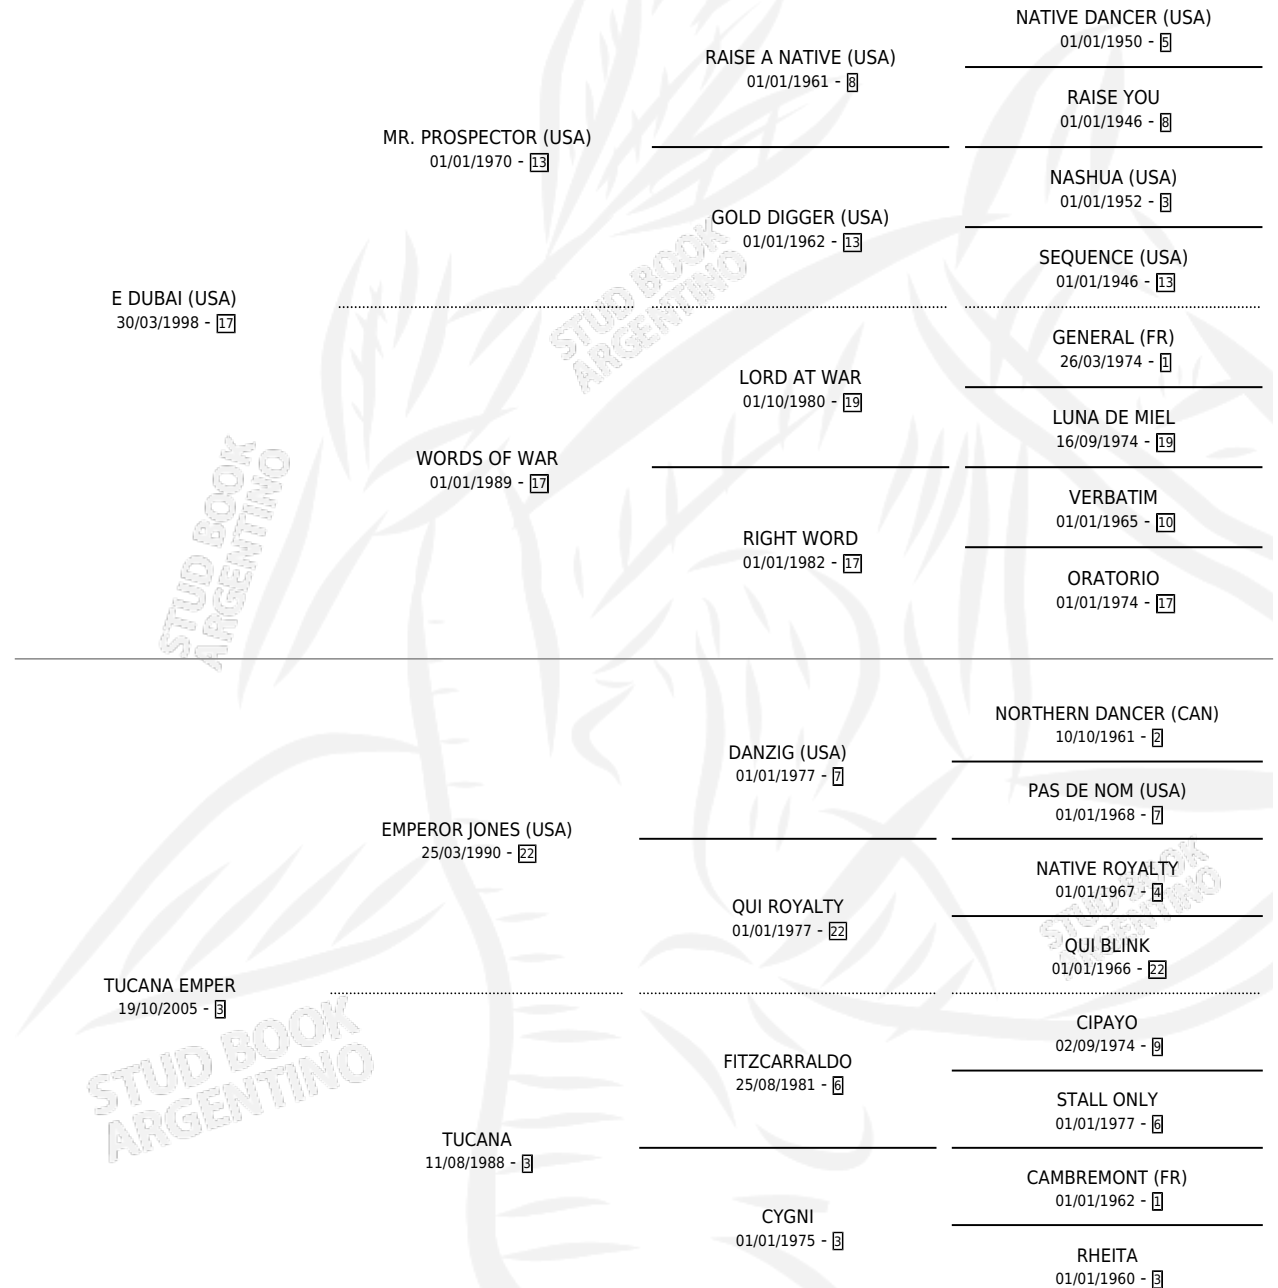 NATIVE DANCER (USA)
01/01/1950 - 5
RAISE A NATIVE (USA)
01/01/1961 - 8
RAISE YOU
01/01/1946 - 8
MR. PROSPECTOR (USA)
01/01/1970 - 13
NASHUA (USA)
01/01/1952 - 3
GOLD DIGGER (USA)
01/01/1962 - 13
SEQUENCE (USA)
01/01/1946 - 13
E DUBAI (USA)
30/03/1998 - 17
GENERAL (FR)
26/03/1974 - 1
LORD AT WAR
01/10/1980 - 19
LUNA DE MIEL
16/09/1974 - 19
WORDS OF WAR
01/01/1989 - 17
VERBATIM
01/01/1965 - 10
RIGHT WORD
01/01/1982 - 17
ORATORIO
01/01/1974 - 17
NORTHERN DANCER (CAN)
10/10/1961 - 2
DANZIG (USA)
01/01/1977 - 7
PAS DE NOM (USA)
01/01/1968 - 7
EMPEROR JONES (USA)
25/03/1990 - 22
NATIVE ROYALTY
01/01/1967 - 4
QUI ROYALTY
01/01/1977 - 22
QUI BLINK
01/01/1966 - 22
TUCANA EMPER
19/10/2005 - 3
CIPAYO
02/09/1974 - 9
FITZCARRALDO
25/08/1981 - 6
STALL ONLY
01/01/1977 - 6
TUCANA
11/08/1988 - 3
CAMBREMONT (FR)
01/01/1962 - 1
CYGNI
01/01/1975 - 3
RHEITA
01/01/1960 - 3
STUD BOOK
ARGENTINO
STUD BOOK
ARGENTINO
STUD BOOK
ARGENTINO
STUD BOOK
ARGENTINO